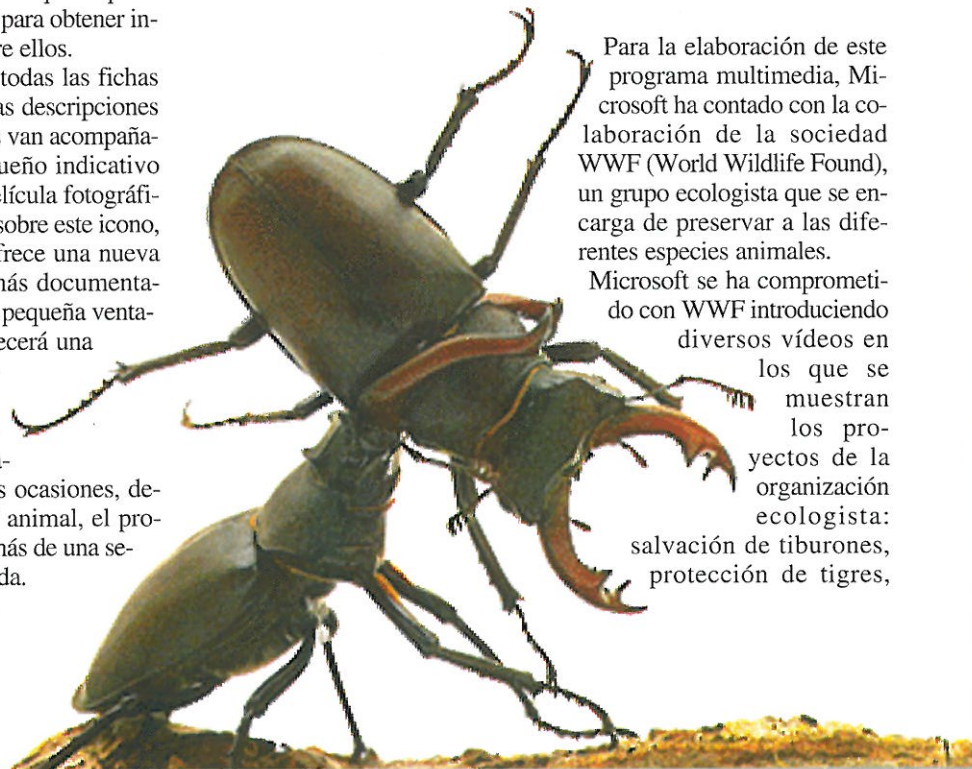 para obtener in-
re ellos.
todas las fichas
as descripciones
van acompaña-
ueño indicativo
elícula fotográfi-
sobre este icono,
frece una nueva
más documenta-
pequeña venta-
ecerá una
a-
s ocasiones, de-
animal, el pro-
más de una se-
da.
Para la elaboración de este
programa multimedia, Mi-
crosoft ha contado con la co-
laboración de la sociedad
WWF (World Wildlife Found),
un grupo ecologista que se en-
carga de preservar a las dife-
rentes especies animales.
Microsoft se ha comprometi-
do con WWF introduciendo
diversos vídeos en
los que se
muestran
los pro-
yectos de la
organización
ecologista:
salvación de tiburones,
protección de tigres,